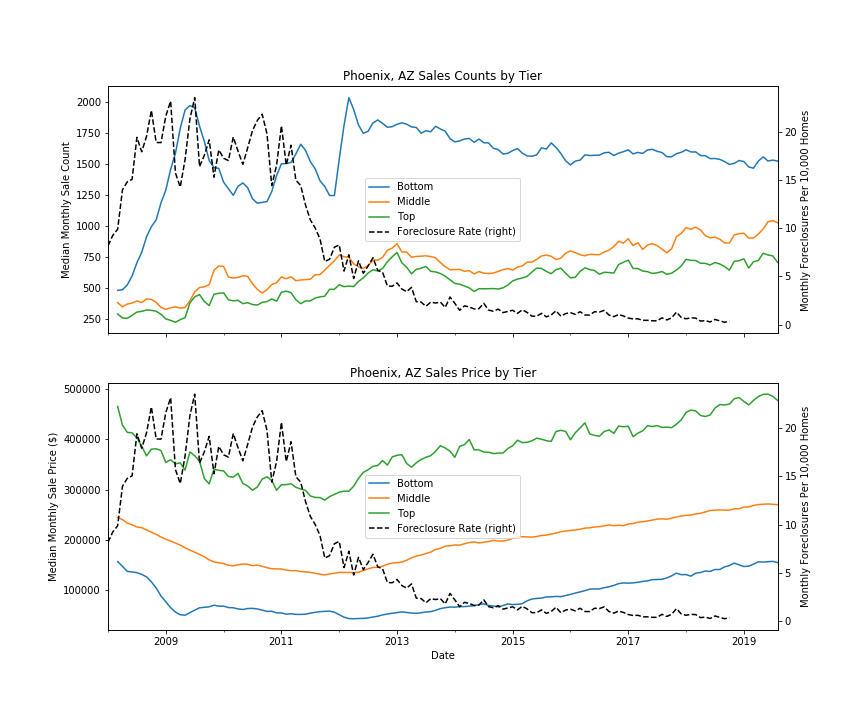 Phoenix, AZ Sales Counts by Tier
Median Monthly Sale Count
2000
1750
1500
1250
1000
750
500
250
Bottom
Middle
Top
Foreclosure Rate (right)
20
15
10
5
0
Monthly Foreclosures Per 10,000 Homes
Phoenix, AZ Sales Price by Tier
Median Monthly Sale Price ($)
500000
400000
300000
200000
100000
Bottom
Middle
Top
Foreclosure Rate (right)
20
15
10
5
0
Monthly Foreclosures Per 10,000 Homes
2009 2011 2013 2015 2017 2019
Date